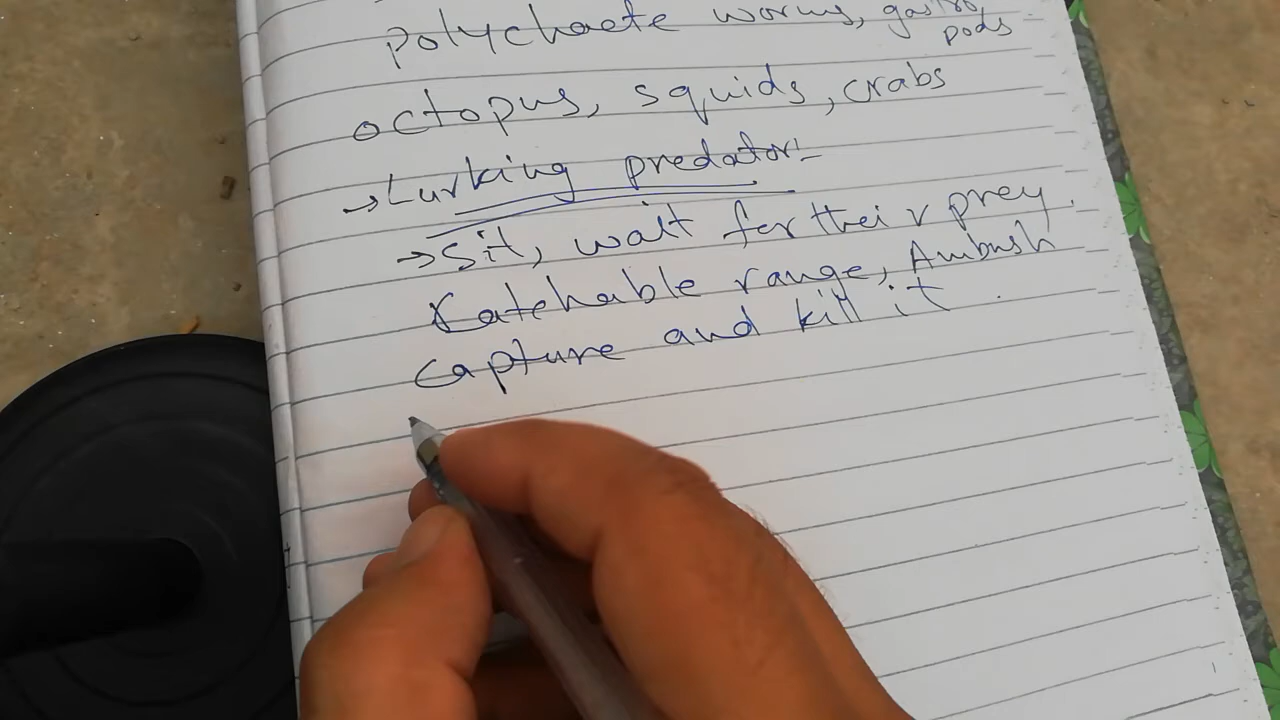 polychaete worms, gastro
pods
octopus, squids, crabs
→ Lurking predator:-
→ sit, wait for their prey.
Catchable range, Ambush
capture and kill it